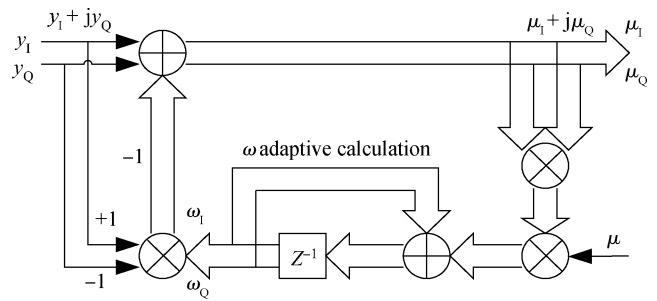 y_I + jy_Q
y_I
y_Q
μ_I + jμ_Q
μ_I
μ_Q
−1
ω adaptive calculation
+1
ω_I
−1
ω_Q
Z⁻¹
μ